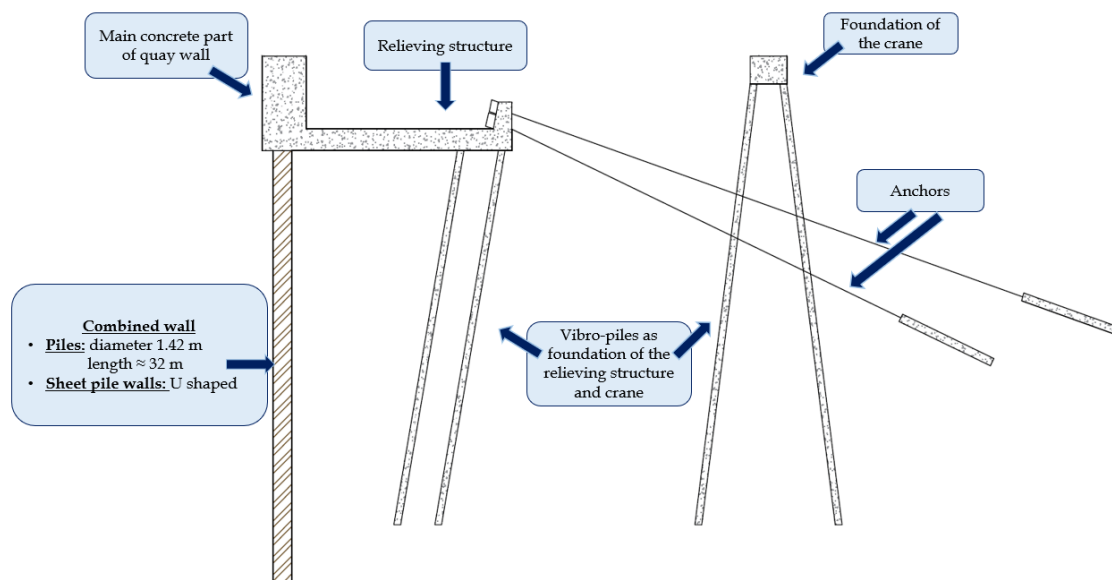 Main concrete part
of quay wall
Relieving structure
Foundation of
the crane
Anchors
Combined wall
• Piles: diameter 1.42 m
length ≈ 32 m
• Sheet pile walls: U shaped
Vibro-piles as
foundation of the
relieving structure
and crane